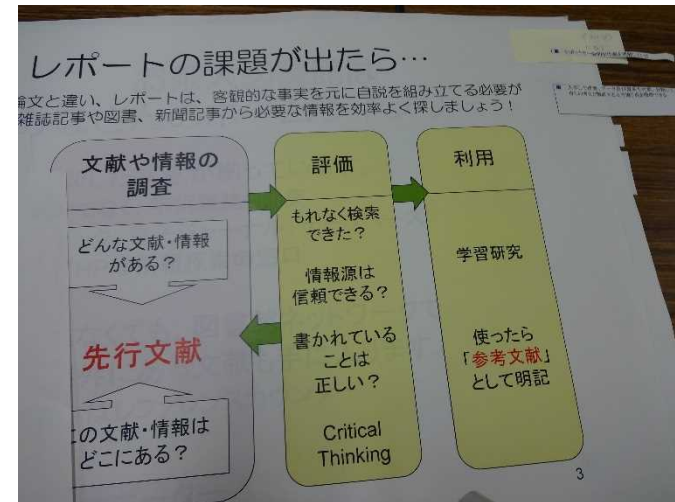 レポートの課題が出たら…
論文と違い、レポートは、客観的な事実を元に自説を組み立てる必要が
雑誌記事や図書、新聞記事から必要な情報を効率よく探しましょう！
文献や情報の
調査
どんな文献・情報
がある？
先行文献
の文献・情報は
どこにある？
評価
もれなく検索
できた？
情報源は
信頼できる？
書かれている
ことは
正しい？
Critical
Thinking
利用
学習研究
使ったら
「参考文献」
として明記
3